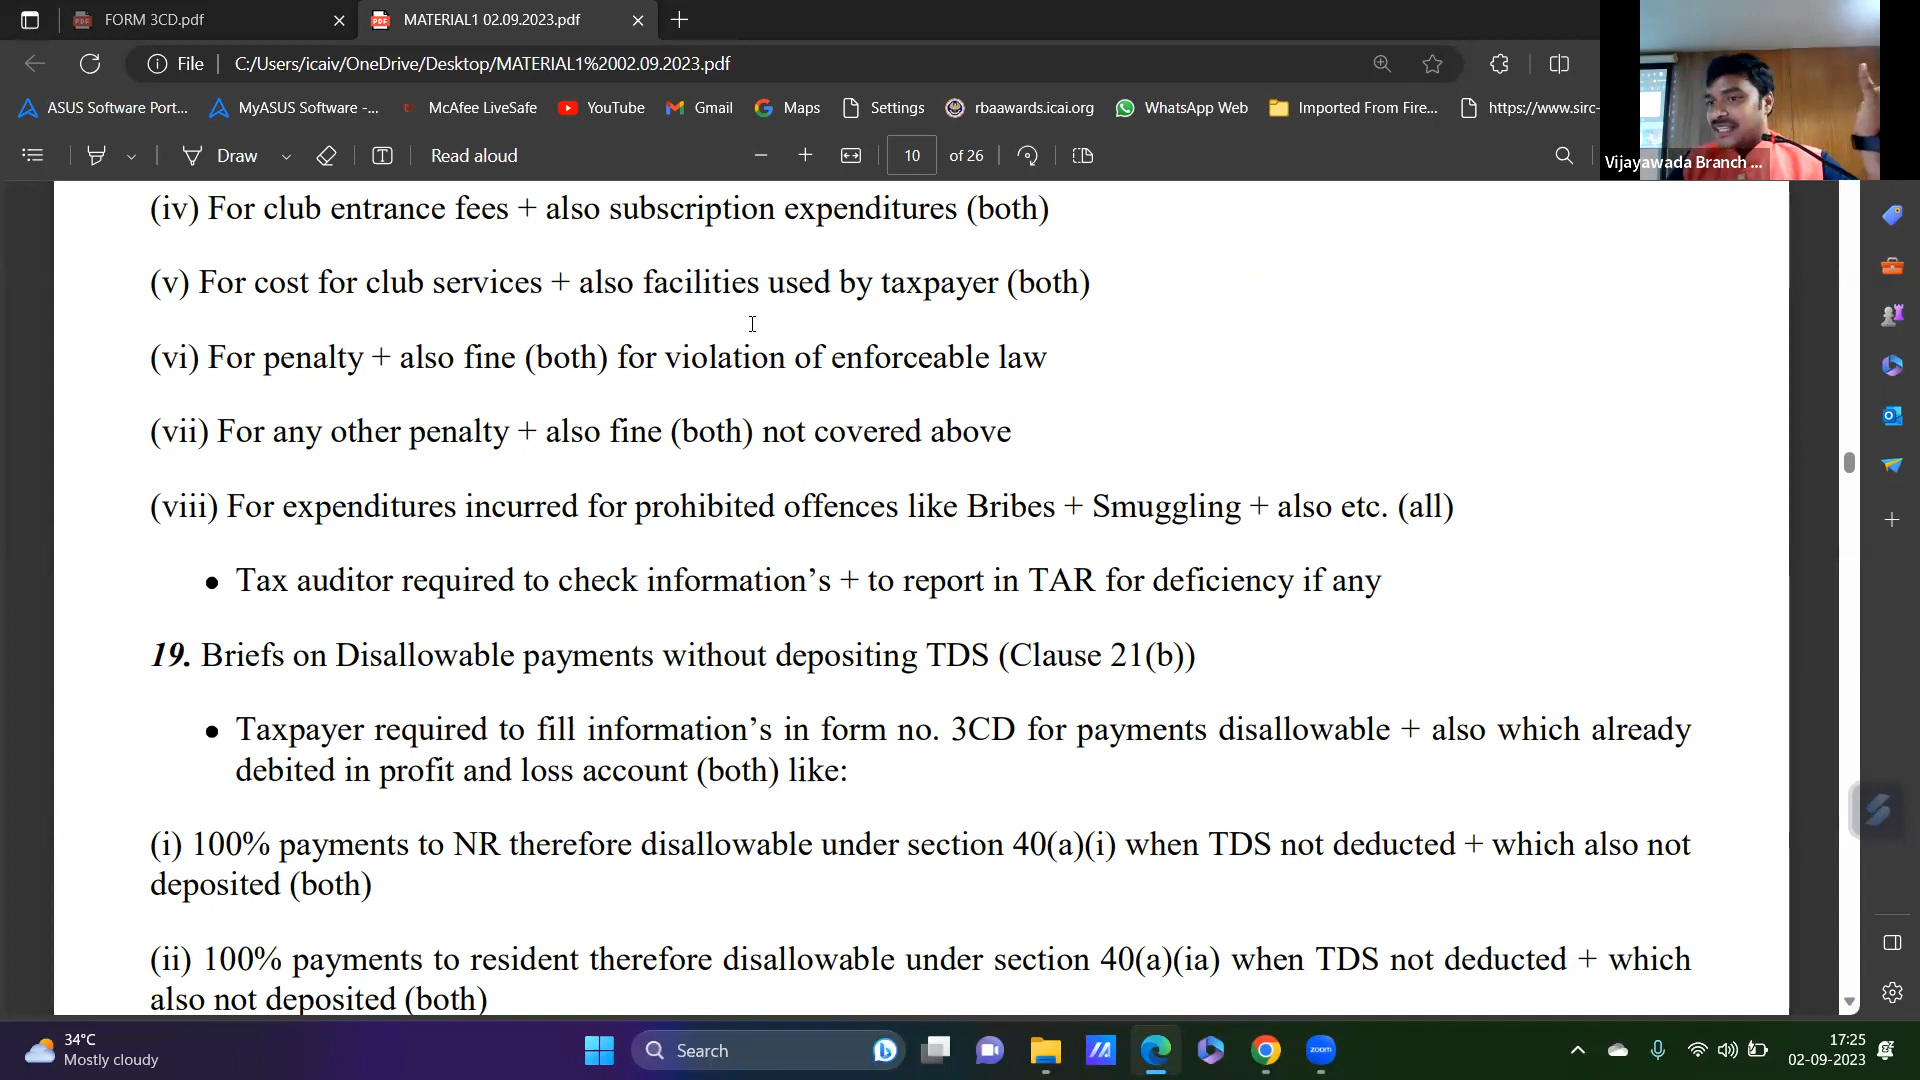 FORM 3CD.pdf
MATERIAL1 02.09.2023.pdf
File
C:/Users/icaiv/OneDrive/Desktop/MATERIAL1%2002.09.2023.pdf
ASUS Software Port...
MyASUS Software -...
McAfee LiveSafe
YouTube
Gmail
Maps
Settings
rbaawards.icai.org
WhatsApp Web
Imported From Fire...
https://www.sirc-
Draw
Read aloud
10
of 26
Vijayawada Branch ...
(iv) For club entrance fees + also subscription expenditures (both)
(v) For cost for club services + also facilities used by taxpayer (both)
(vi) For penalty + also fine (both) for violation of enforceable law
(vii) For any other penalty + also fine (both) not covered above
(viii) For expenditures incurred for prohibited offences like Bribes + Smuggling + also etc. (all)
• Tax auditor required to check information’s + to report in TAR for deficiency if any
19. Briefs on Disallowable payments without depositing TDS (Clause 21(b))
• Taxpayer required to fill information’s in form no. 3CD for payments disallowable + also which already
debited in profit and loss account (both) like:
(i) 100% payments to NR therefore disallowable under section 40(a)(i) when TDS not deducted + which also not
deposited (both)
(ii) 100% payments to resident therefore disallowable under section 40(a)(ia) when TDS not deducted + which
also not deposited (both)
34°C
Mostly cloudy
Search
zoom
17:25
02-09-2023